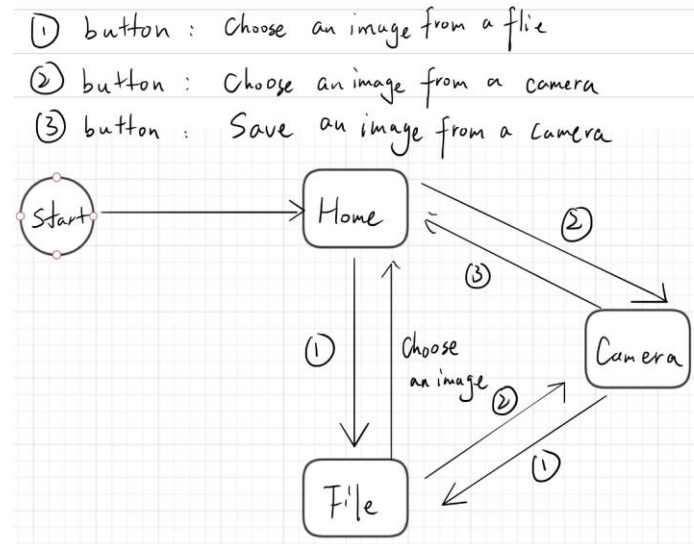 ① button : Choose an image from a flie
② button : Choose an image from a camera
③ button : Save an image from a camera
Start
Home
②
③
①
Choose
an image
Camera
②
①
File